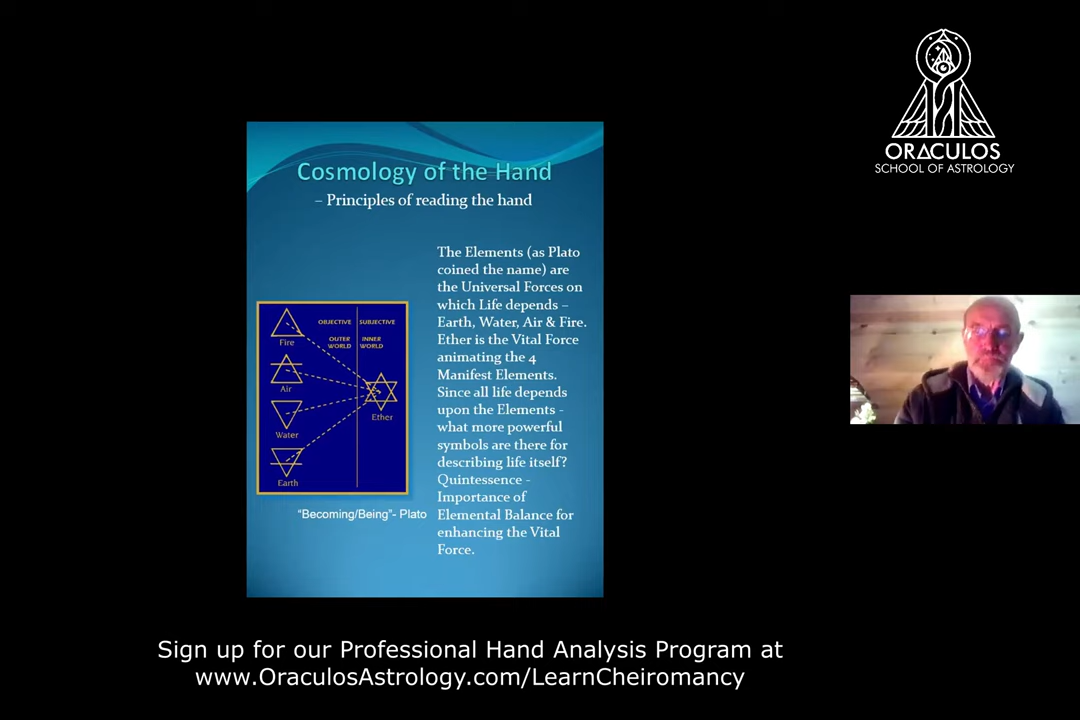 ORACULOS
SCHOOL OF ASTROLOGY
Cosmology of the Hand
– Principles of reading the hand
The Elements (as Plato
coined the name) are
the Universal Forces on
which Life depends –
Earth, Water, Air & Fire.
Ether is the Vital Force
animating the 4
Manifest Elements.
Since all life depends
upon the Elements -
what more powerful
symbols are there for
describing life itself?
Quintessence -
Importance of
Elemental Balance for
enhancing the Vital
Force.
OBJECTIVE
SUBJECTIVE
OUTER
WORLD
INNER
WORLD
Fire
Air
Water
Earth
Ether
“Becoming/Being”- Plato
Sign up for our Professional Hand Analysis Program at
www.OraculosAstrology.com/LearnCheiromancy